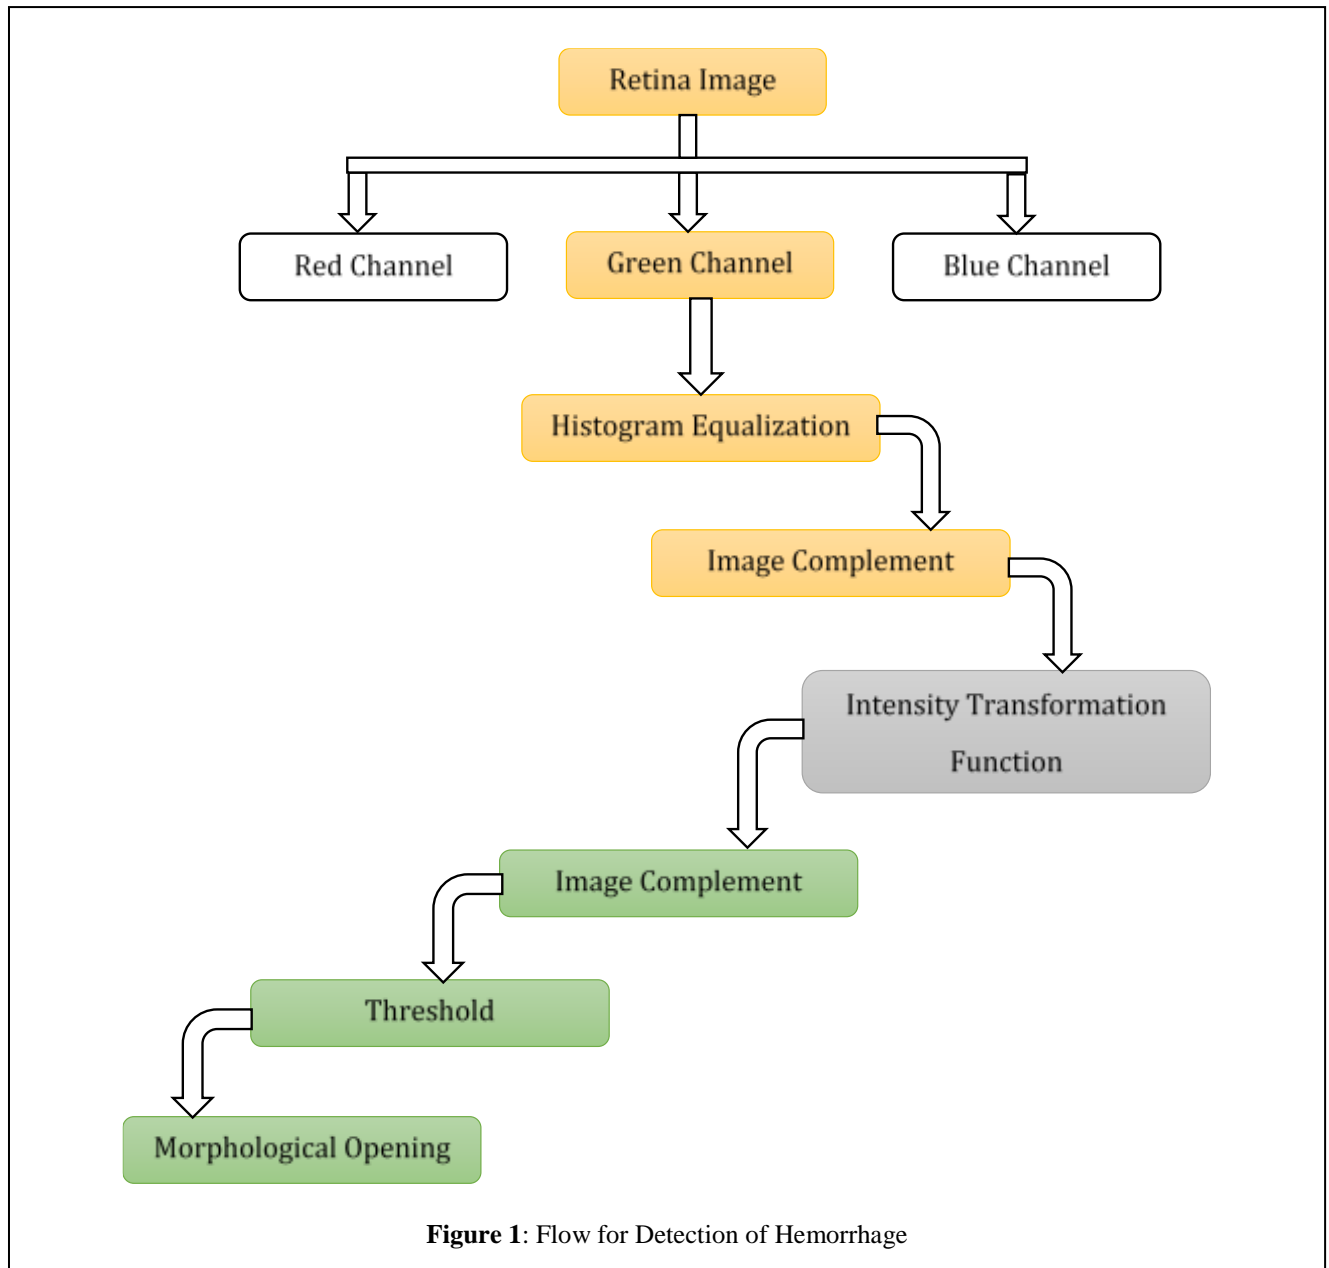 Retina Image
Red Channel
Green Channel
Blue Channel
Histogram Equalization
Image Complement
Intensity Transformation
Function
Image Complement
Threshold
Morphological Opening
Figure 1: Flow for Detection of Hemorrhage